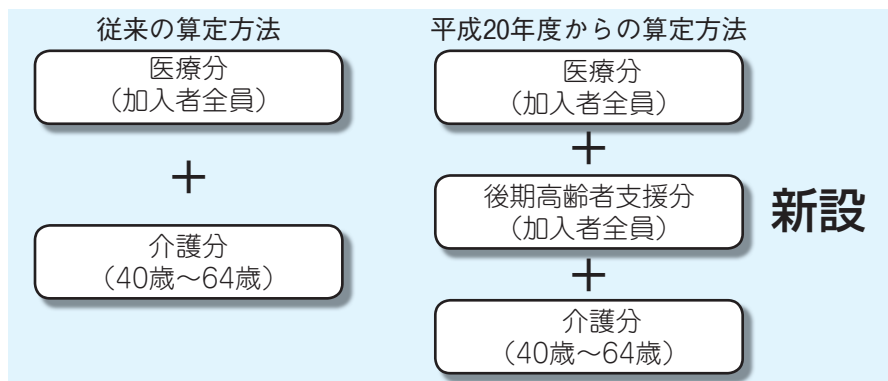 従来の算定方法
医療分
（加入者全員）
＋
介護分
（40歳～64歳）
平成20年度からの算定方法
医療分
（加入者全員）
＋
後期高齢者支援分
（加入者全員）
新設
＋
介護分
（40歳～64歳）